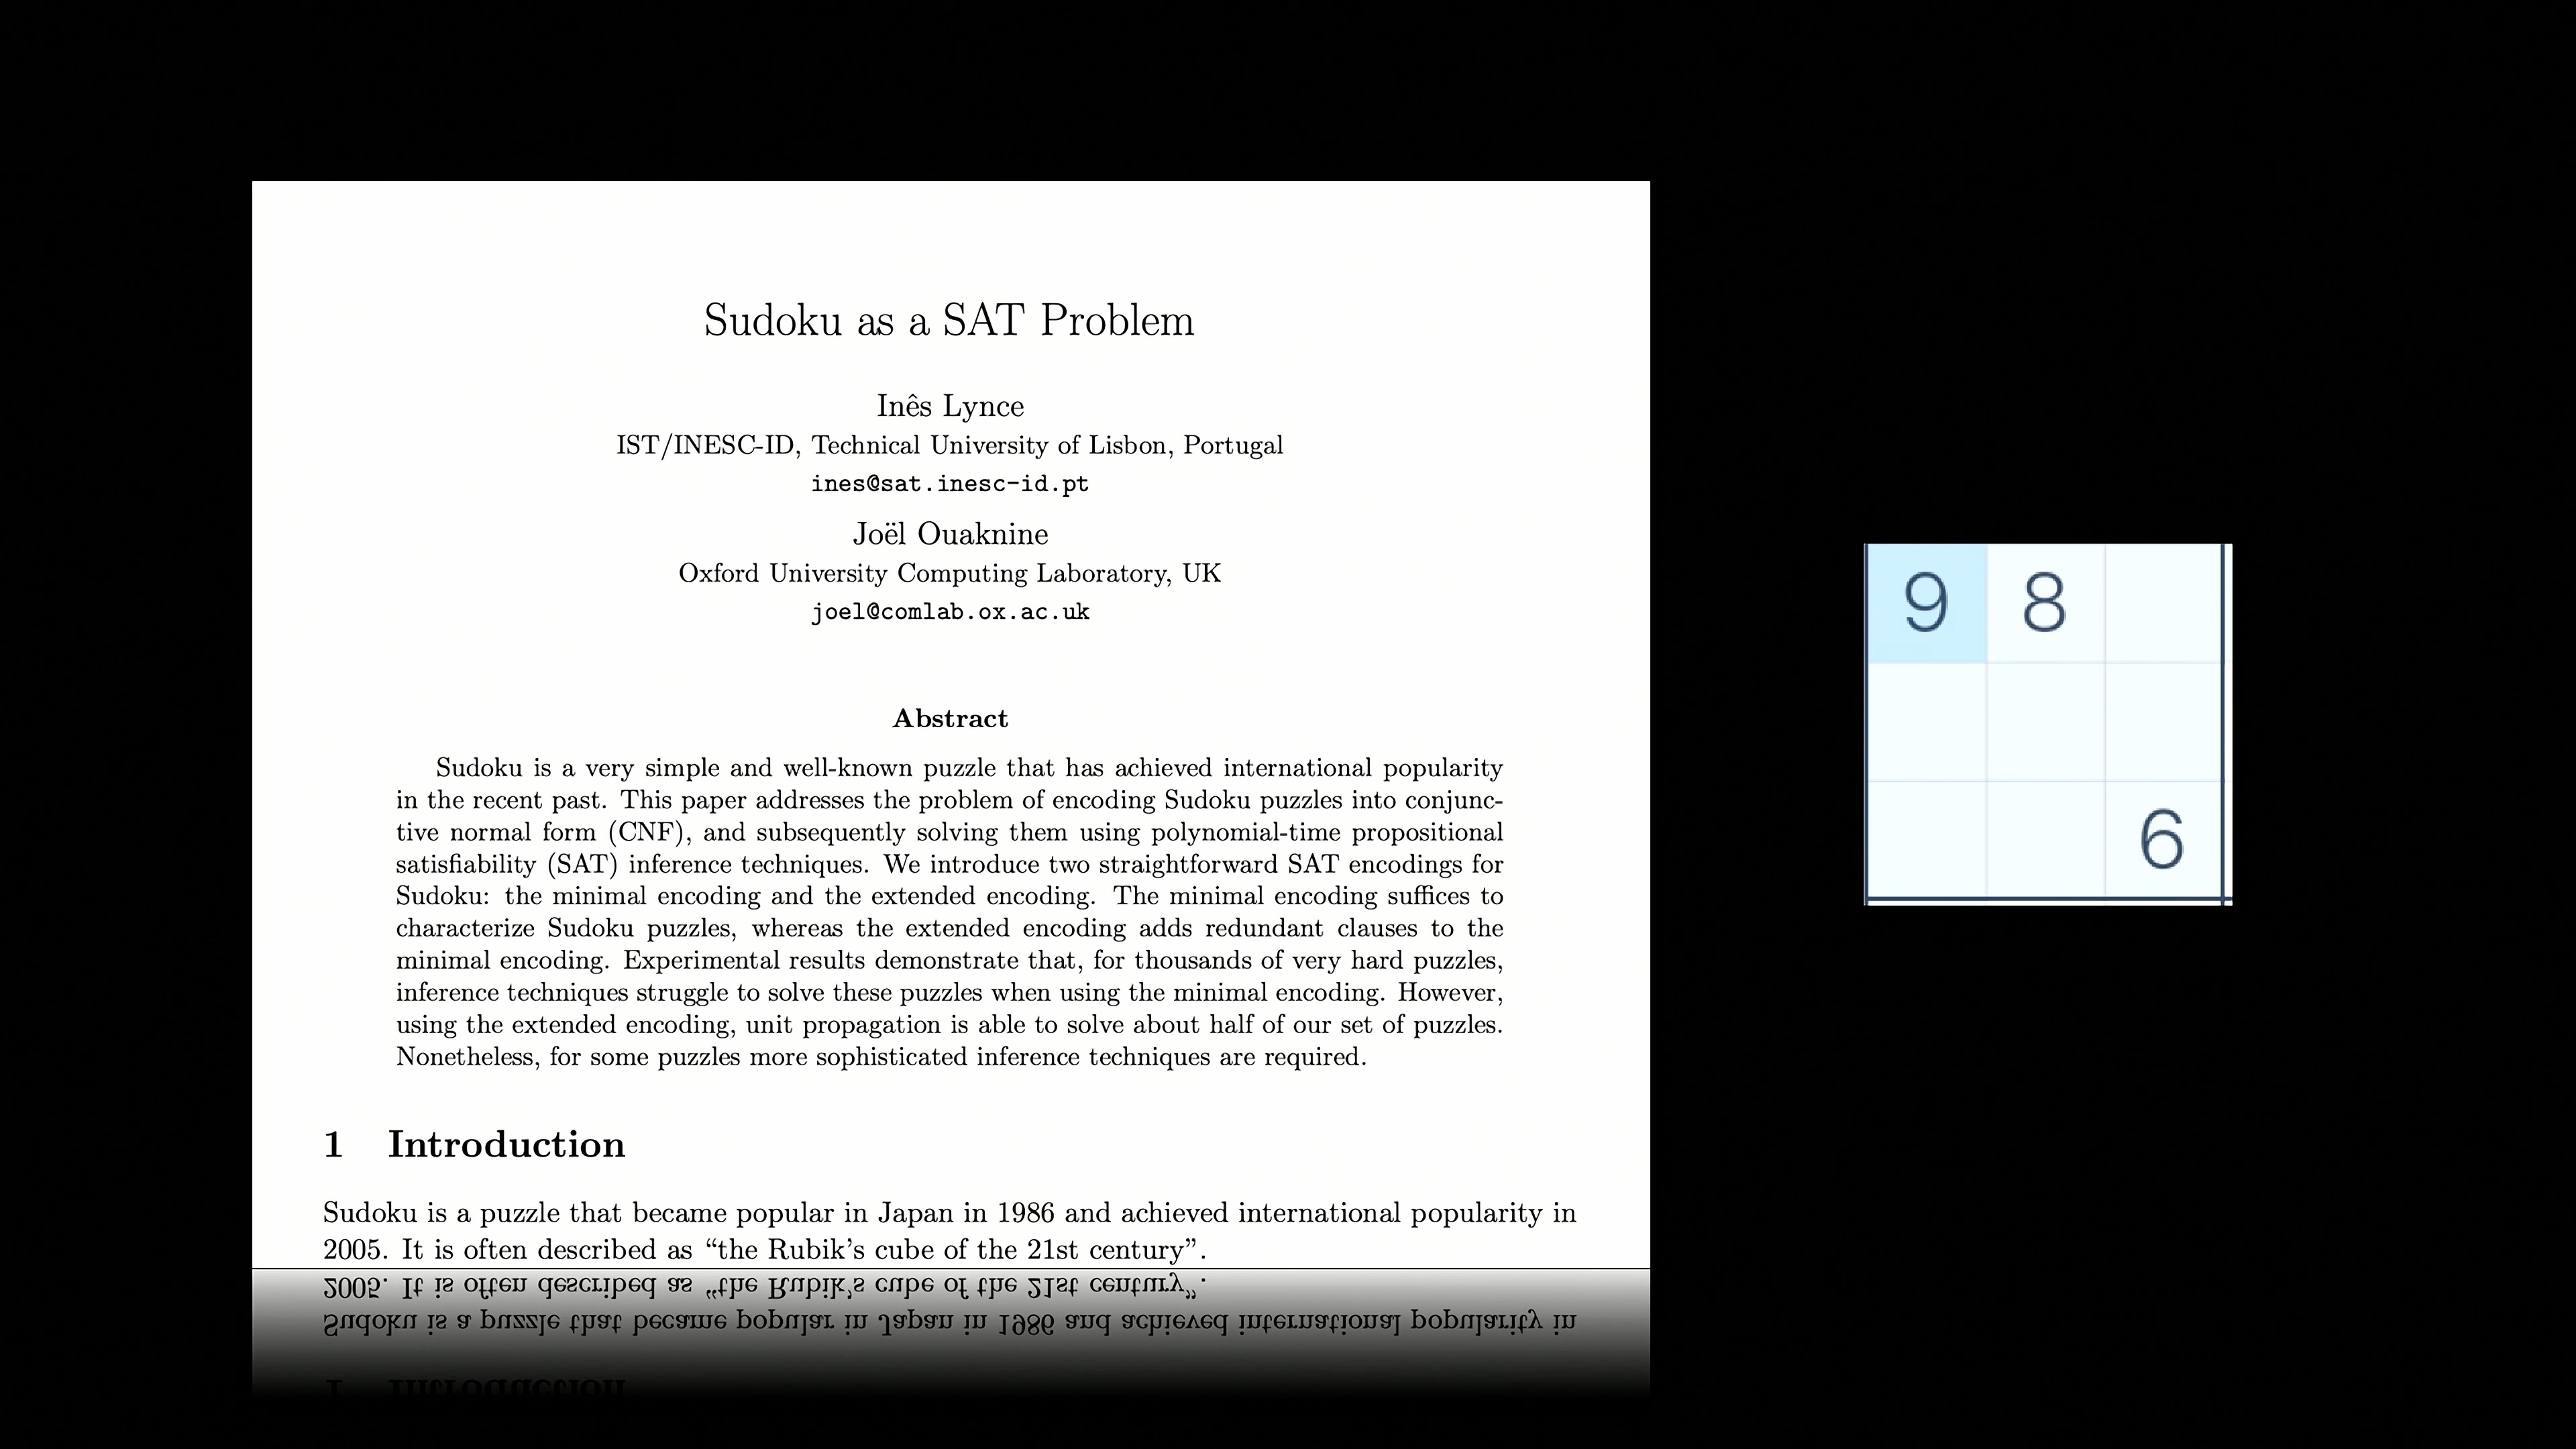 Sudoku as a SAT Problem
Inês Lynce
IST/INESC-ID, Technical University of Lisbon, Portugal
ines@sat.inesc-id.pt
Joël Ouaknine
Oxford University Computing Laboratory, UK
joel@comlab.ox.ac.uk
Abstract
Sudoku is a very simple and well-known puzzle that has achieved international popularity
in the recent past. This paper addresses the problem of encoding Sudoku puzzles into conjunc-
tive normal form (CNF), and subsequently solving them using polynomial-time propositional
satisfiability (SAT) inference techniques. We introduce two straightforward SAT encodings for
Sudoku: the minimal encoding and the extended encoding. The minimal encoding suffices to
characterize Sudoku puzzles, whereas the extended encoding adds redundant clauses to the
minimal encoding. Experimental results demonstrate that, for thousands of very hard puzzles,
inference techniques struggle to solve these puzzles when using the minimal encoding. However,
using the extended encoding, unit propagation is able to solve about half of our set of puzzles.
Nonetheless, for some puzzles more sophisticated inference techniques are required.
1 Introduction
Sudoku is a puzzle that became popular in Japan in 1986 and achieved international popularity in
2005. It is often described as “the Rubik’s cube of the 21st century”.
9 8
6